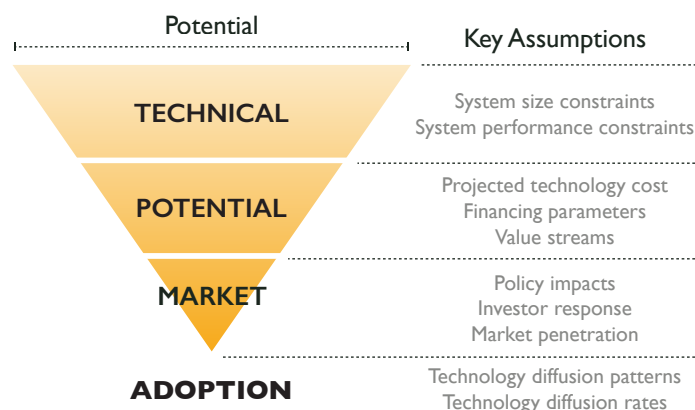 Potential
Key Assumptions
TECHNICAL
System size constraints
System performance constraints
POTENTIAL
Projected technology cost
Financing parameters
Value streams
MARKET
Policy impacts
Investor response
Market penetration
ADOPTION
Technology diffusion patterns
Technology diffusion rates